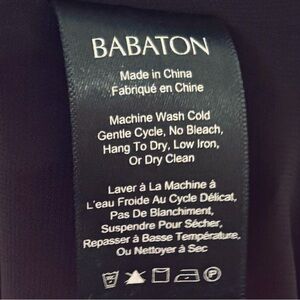 BABATON
Made in China
Fabriqué en Chine
Machine Wash Cold
Gentle Cycle, No Bleach,
Hang To Dry, Low Iron,
Or Dry Clean
Laver à La Machine à
L'eau Froide Au Cycle Délicat,
Pas De Blanchiment,
Suspendre Pour Sécher,
Repasser à Basse Température,
Ou Nettoyer à Sec
P